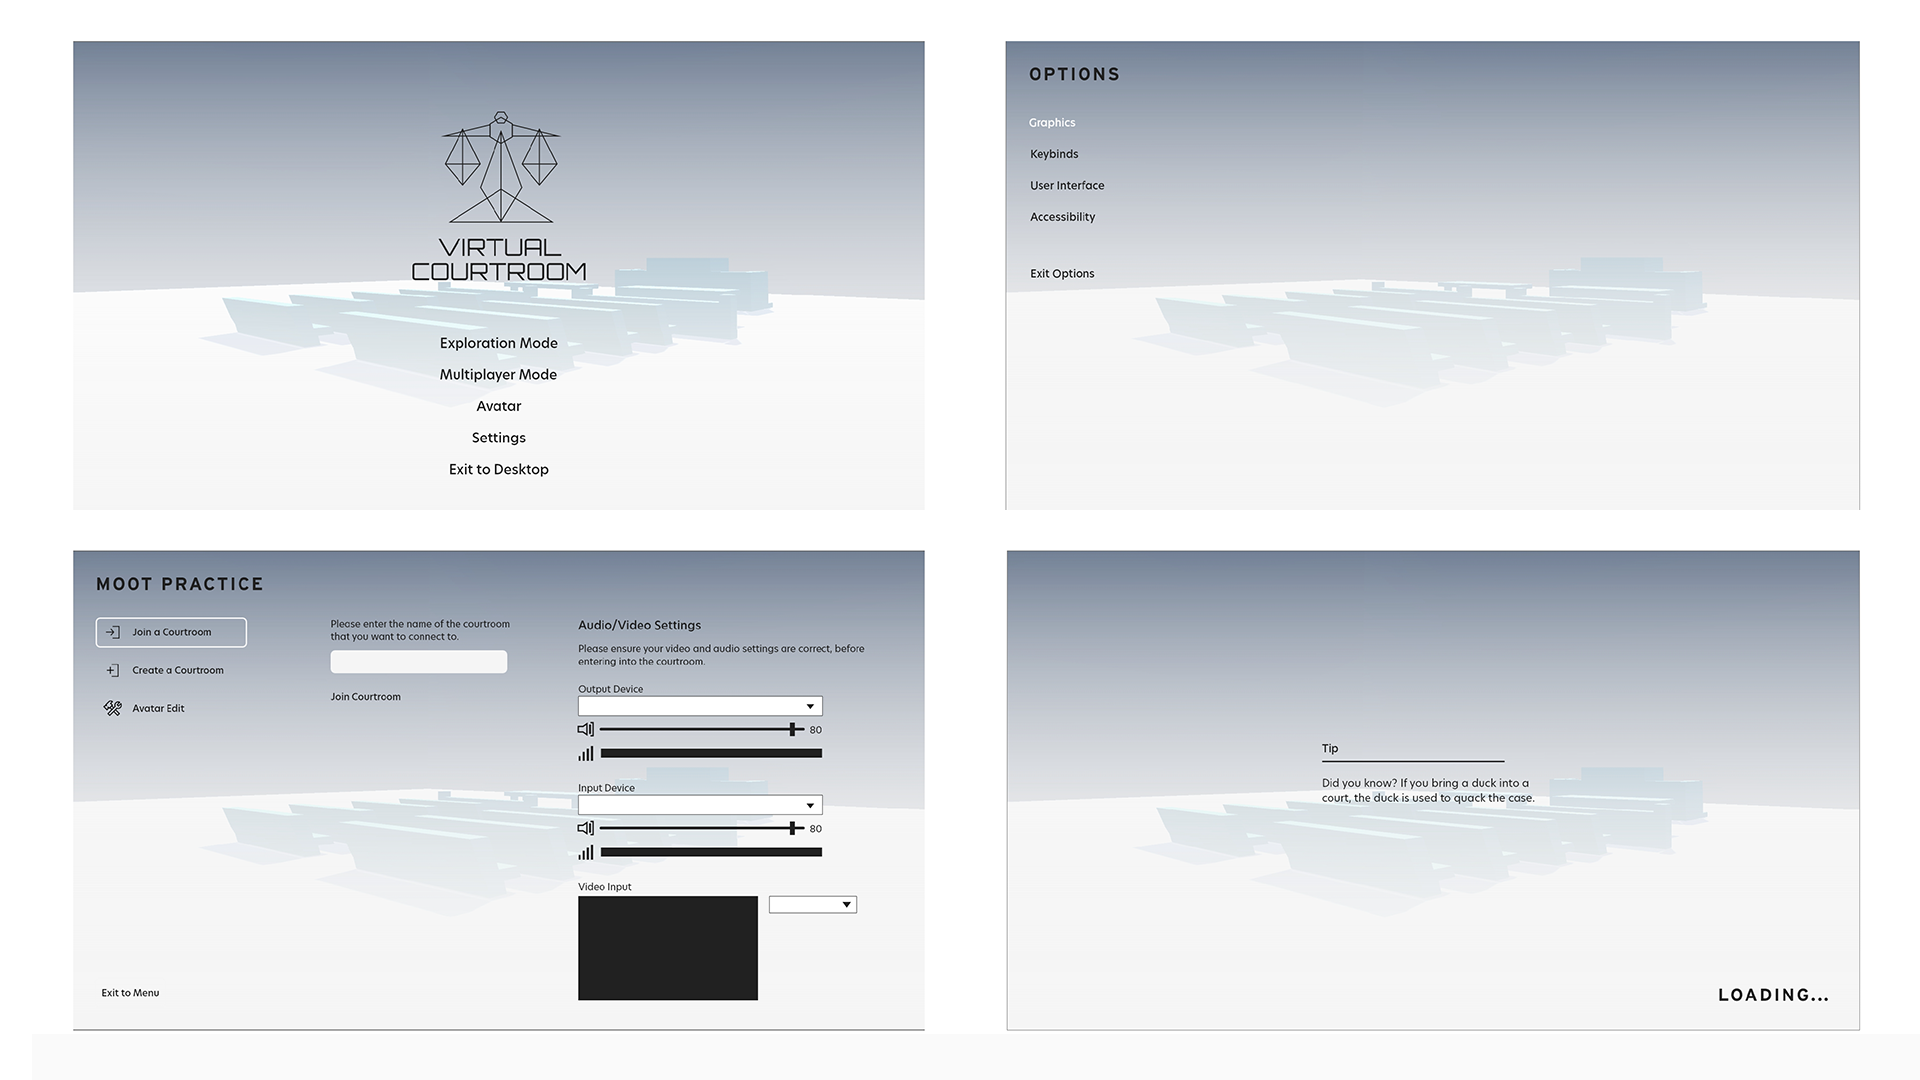 VIRTUAL
COURTROOM
Exploration Mode
Multiplayer Mode
Avatar
Settings
Exit to Desktop
OPTIONS
Graphics
Keybinds
User Interface
Accessibility
Exit Options
MOOT PRACTICE
Join a Courtroom
Create a Courtroom
Avatar Edit
Exit to Menu
Please enter the name of the courtroom
that you want to connect to.
Join Courtroom
Audio/Video Settings
Please ensure your video and audio settings are correct, before
entering into the courtroom.
Output Device
80
Input Device
80
Video Input
Tip
Did you know? If you bring a duck into a
court, the duck is used to quack the case.
LOADING...